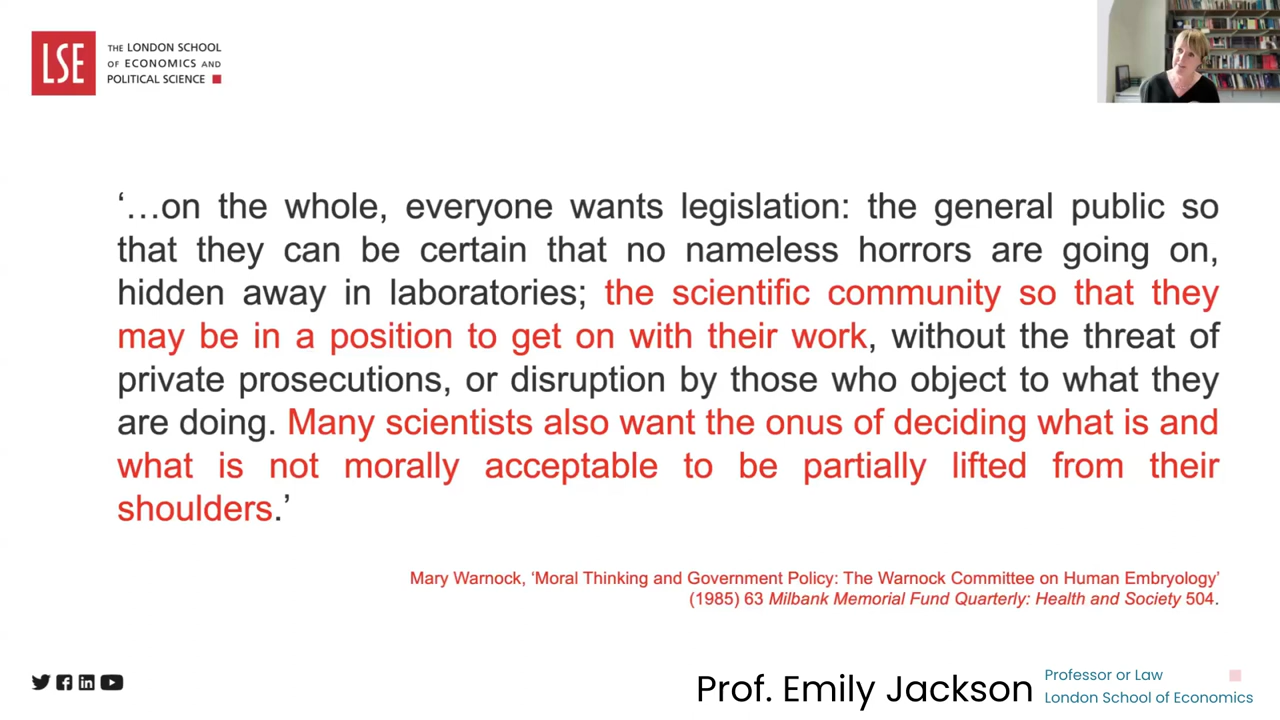 LSE
THE LONDON SCHOOL
OF ECONOMICS AND
POLITICAL SCIENCE
‘…on the whole, everyone wants legislation: the general public so
that they can be certain that no nameless horrors are going on,
hidden away in laboratories; the scientific community so that they
may be in a position to get on with their work, without the threat of
private prosecutions, or disruption by those who object to what they
are doing. Many scientists also want the onus of deciding what is and
what is not morally acceptable to be partially lifted from their
shoulders.’
Mary Warnock, ‘Moral Thinking and Government Policy: The Warnock Committee on Human Embryology’
(1985) 63 Milbank Memorial Fund Quarterly: Health and Society 504.
Prof. Emily Jackson
Professor or Law
London School of Economics